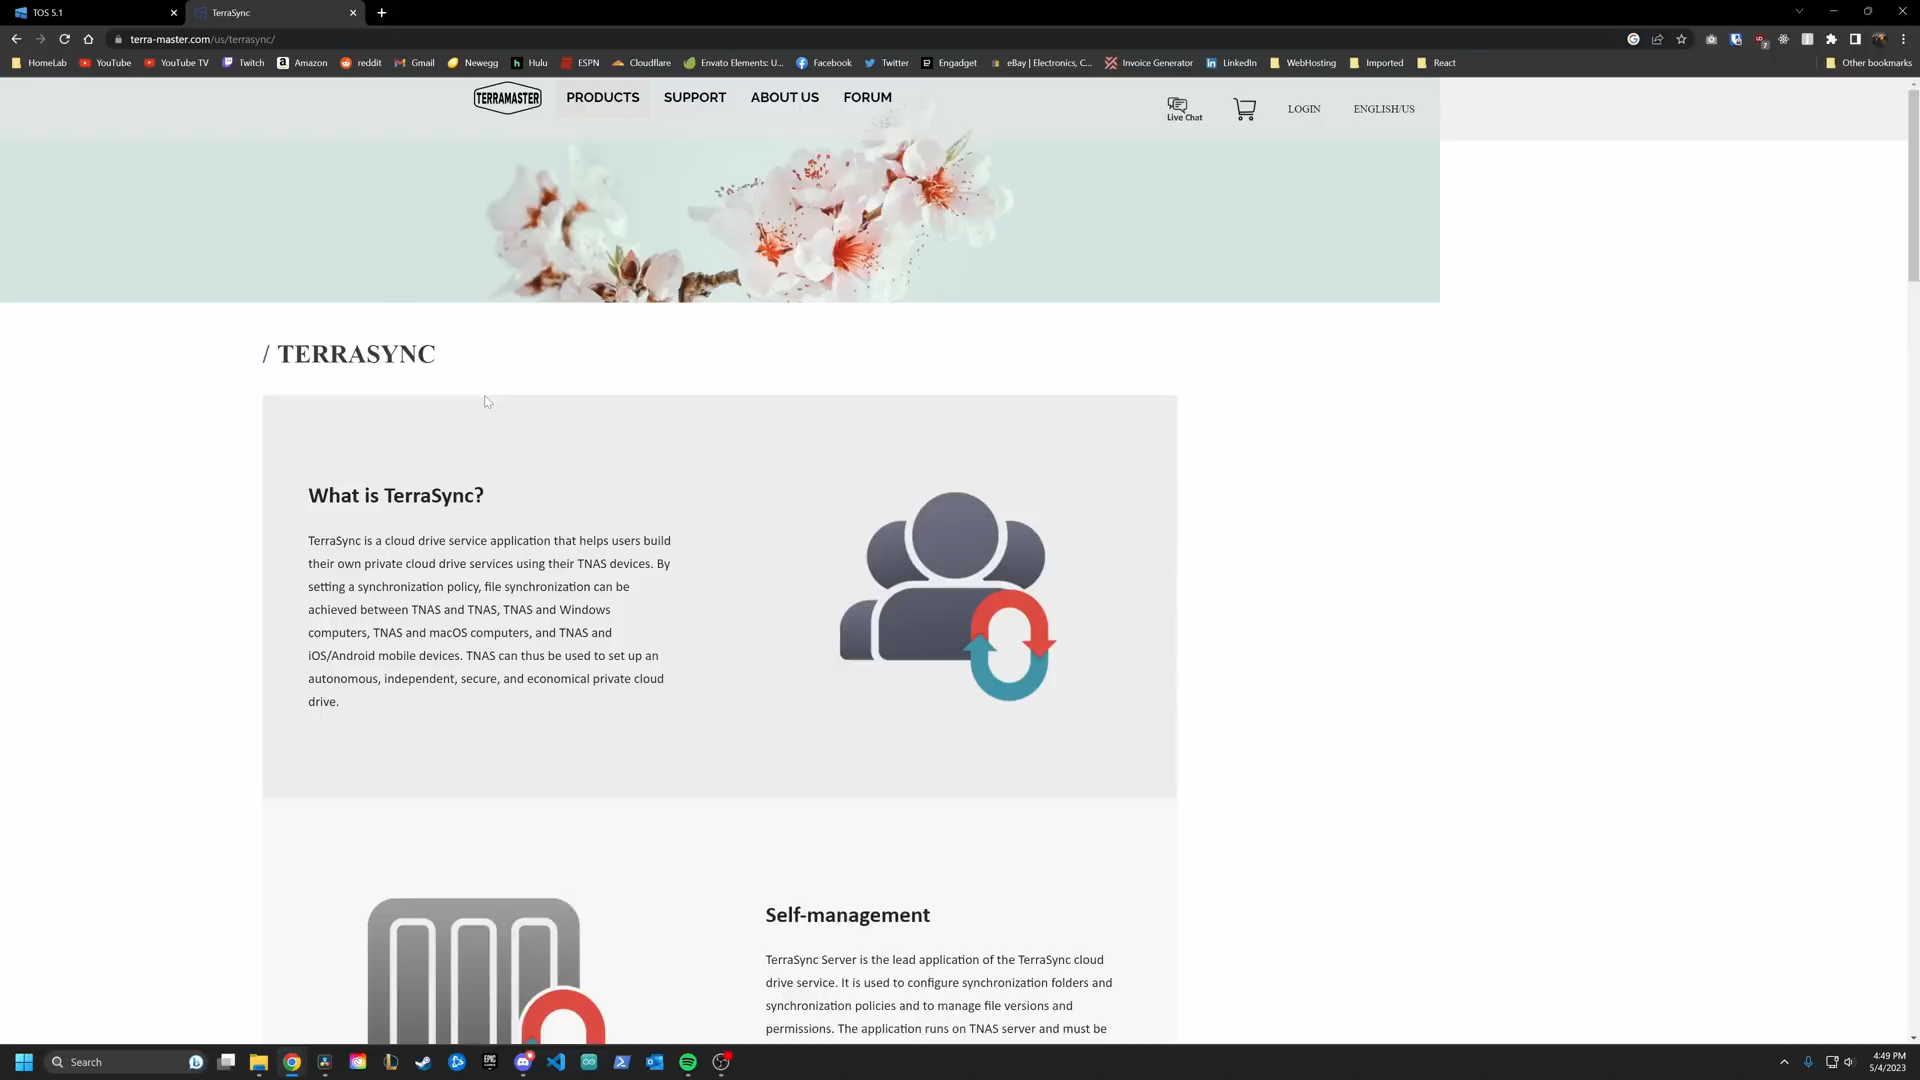 TOS 5.1
TerraSync
terra-master.com/us/terrasync/
HomeLab YouTube YouTube TV Twitch Amazon reddit Gmail Newegg Hulu ESPN Cloudflare Envato Elements: U... Facebook Twitter Engadget eBay | Electronics, C... Invoice Generator LinkedIn WebHosting Imported React Other bookmarks
TERRAMASTER PRODUCTS SUPPORT ABOUT US FORUM Live Chat LOGIN ENGLISH/US
/ TERRASYNC
What is TerraSync?
TerraSync is a cloud drive service application that helps users build
their own private cloud drive services using their TNAS devices. By
setting a synchronization policy, file synchronization can be
achieved between TNAS and TNAS, TNAS and Windows
computers, TNAS and macOS computers, and TNAS and
iOS/Android mobile devices. TNAS can thus be used to set up an
autonomous, independent, secure, and economical private cloud
drive.
Self-management
TerraSync Server is the lead application of the TerraSync cloud
drive service. It is used to configure synchronization folders and
synchronization policies and to manage file versions and
permissions. The application runs on TNAS server and must be
Search
EPIC
4:49 PM
5/4/2023